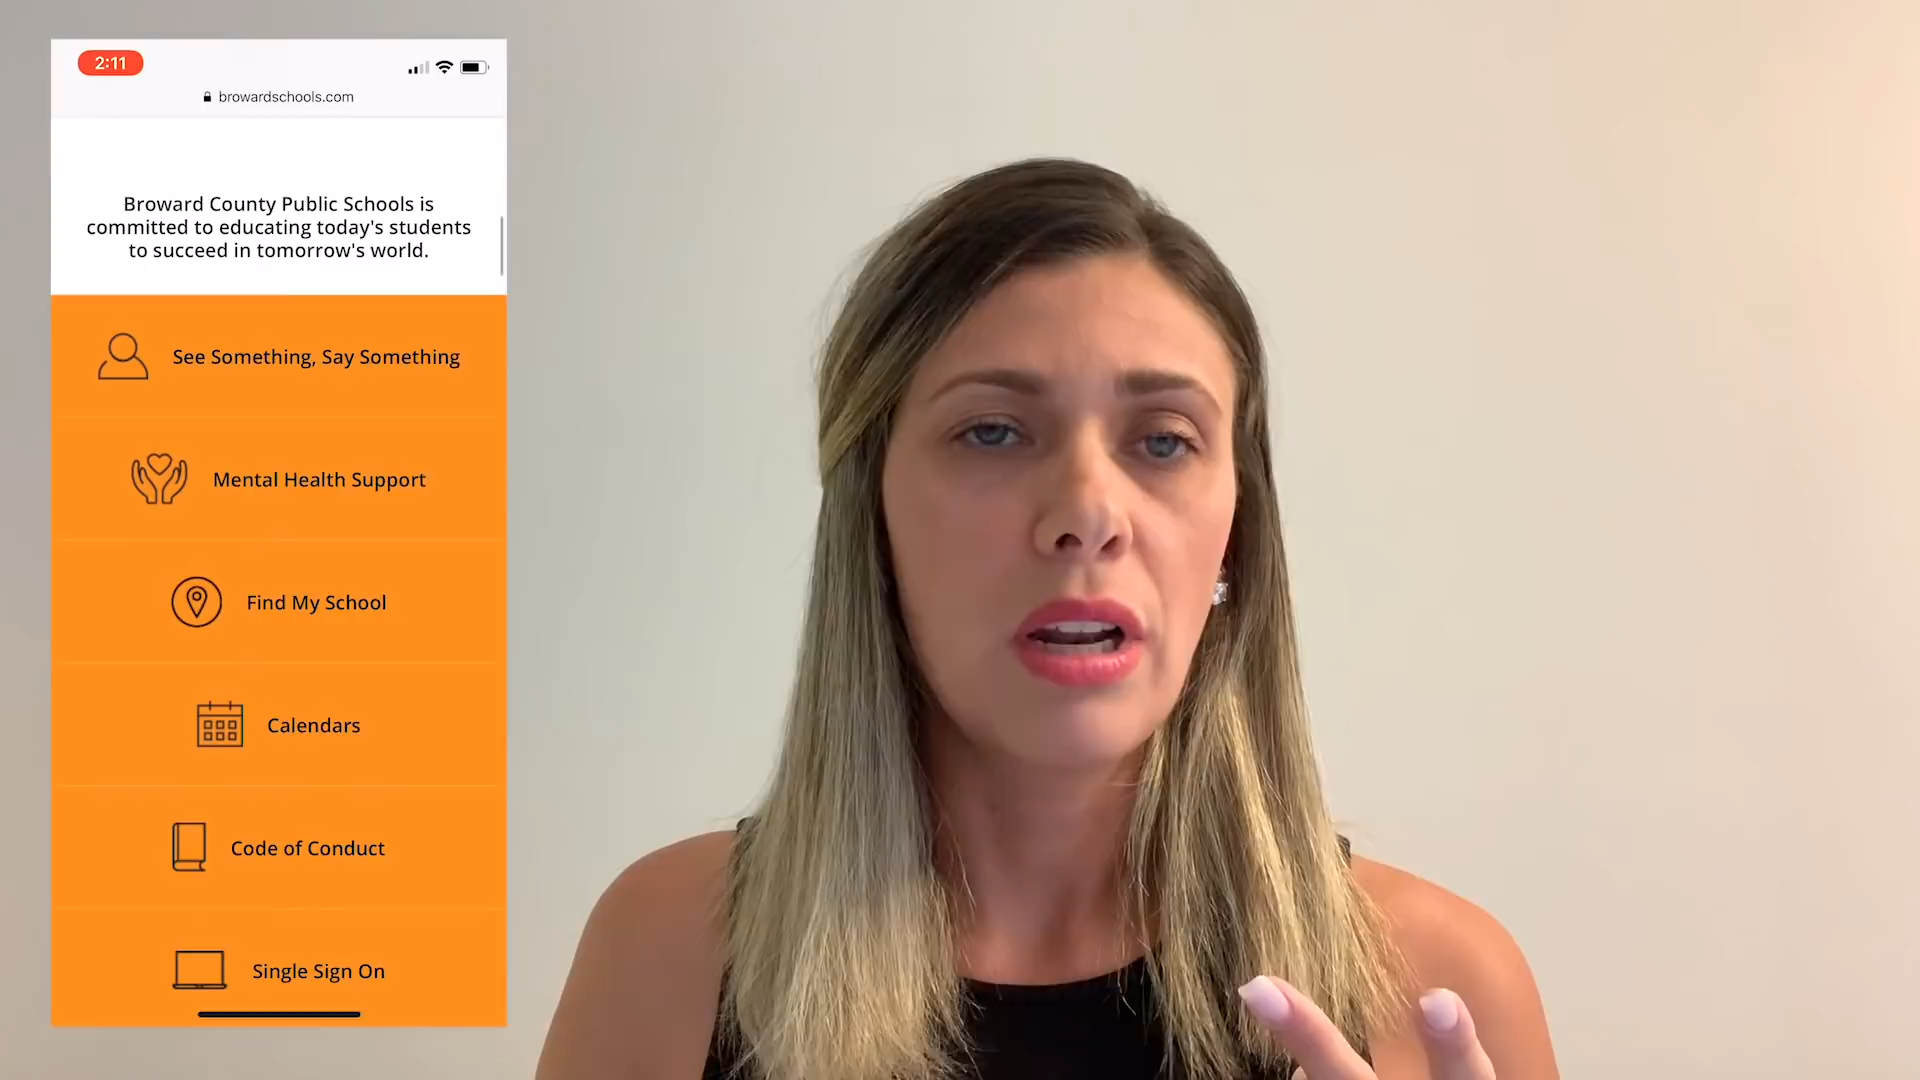 2:11
browardschools.com
Broward County Public Schools is
committed to educating today's students
to succeed in tomorrow's world.
See Something, Say Something
Mental Health Support
Find My School
Calendars
Code of Conduct
Single Sign On